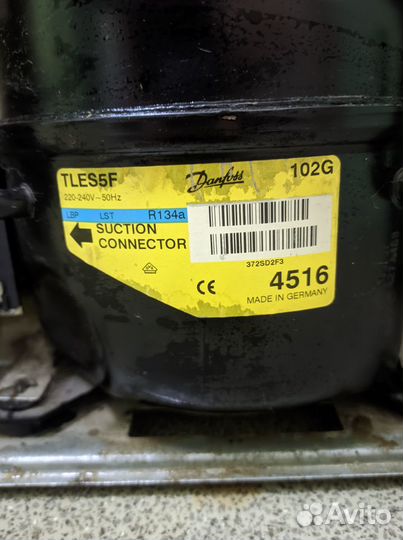 TLES5F
Danfoss
102G
220-240V~50Hz
LBP LST R134a
SUCTION
CONNECTOR
372SD2F3
CE
4516
MADE IN GERMANY
Avito